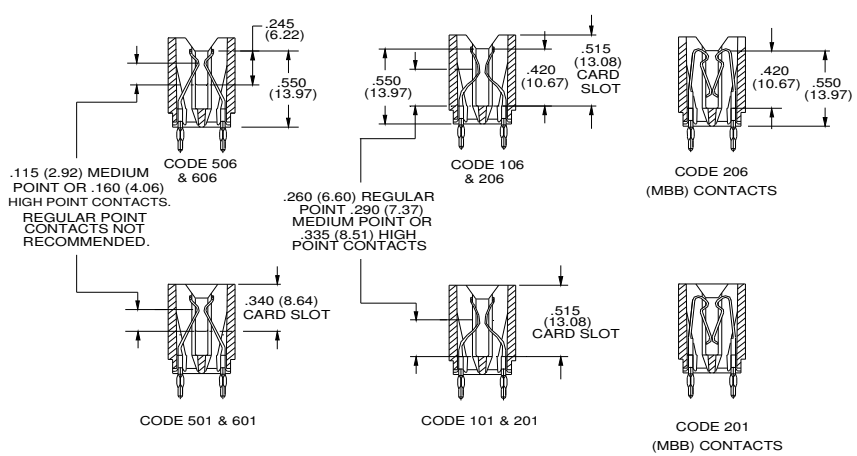 .245
(6.22)
.550
(13.97)
CODE 506
& 606
.550
(13.97)
.420
(10.67)
.515
(13.08)
CARD
SLOT
CODE 106
& 206
.420
(10.67)
.550
(13.97)
CODE 206
(MBB) CONTACTS
.115 (2.92) MEDIUM
POINT OR .160 (4.06)
HIGH POINT CONTACTS.
REGULAR POINT
CONTACTS NOT
RECOMMENDED.
.260 (6.60) REGULAR
POINT .290 (7.37)
MEDIUM POINT OR
.335 (8.51) HIGH
POINT CONTACTS
.340 (8.64)
CARD SLOT
CODE 501 & 601
.515
(13.08)
CARD SLOT
CODE 101 & 201
CODE 201
(MBB) CONTACTS